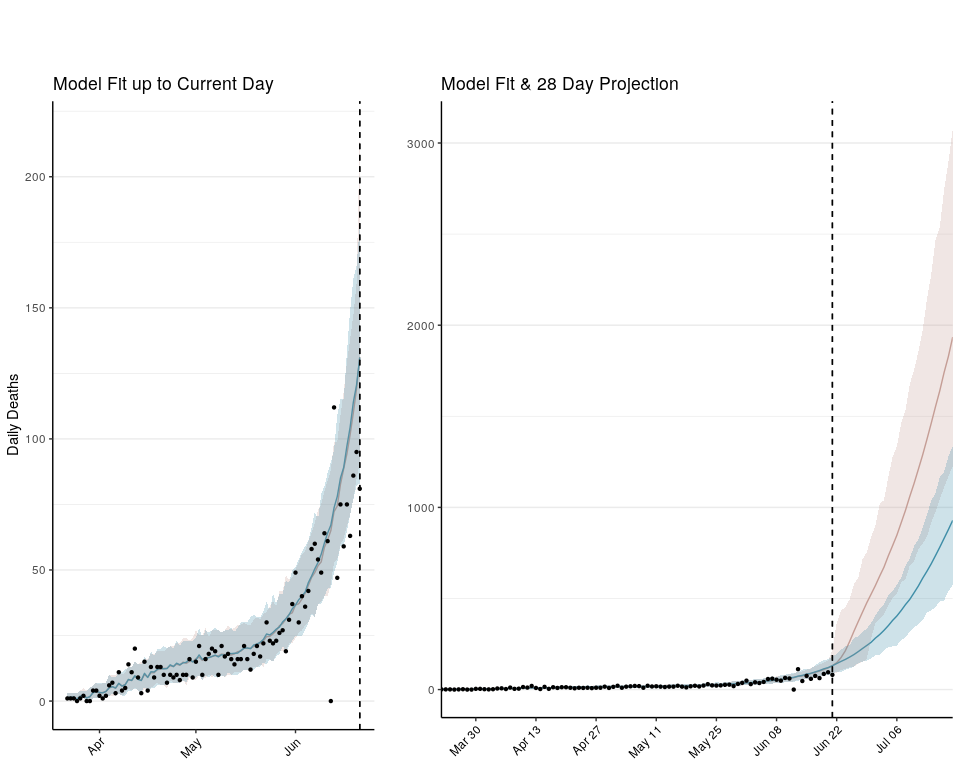 Model Fit up to Current Day
Daily Deaths
200
150
100
50
0
Apr
May
Jun
Model Fit & 28 Day Projection
3000
2000
1000
0
Mar 30
Apr 13
Apr 27
May 11
May 25
Jun 08
Jun 22
Jul 06